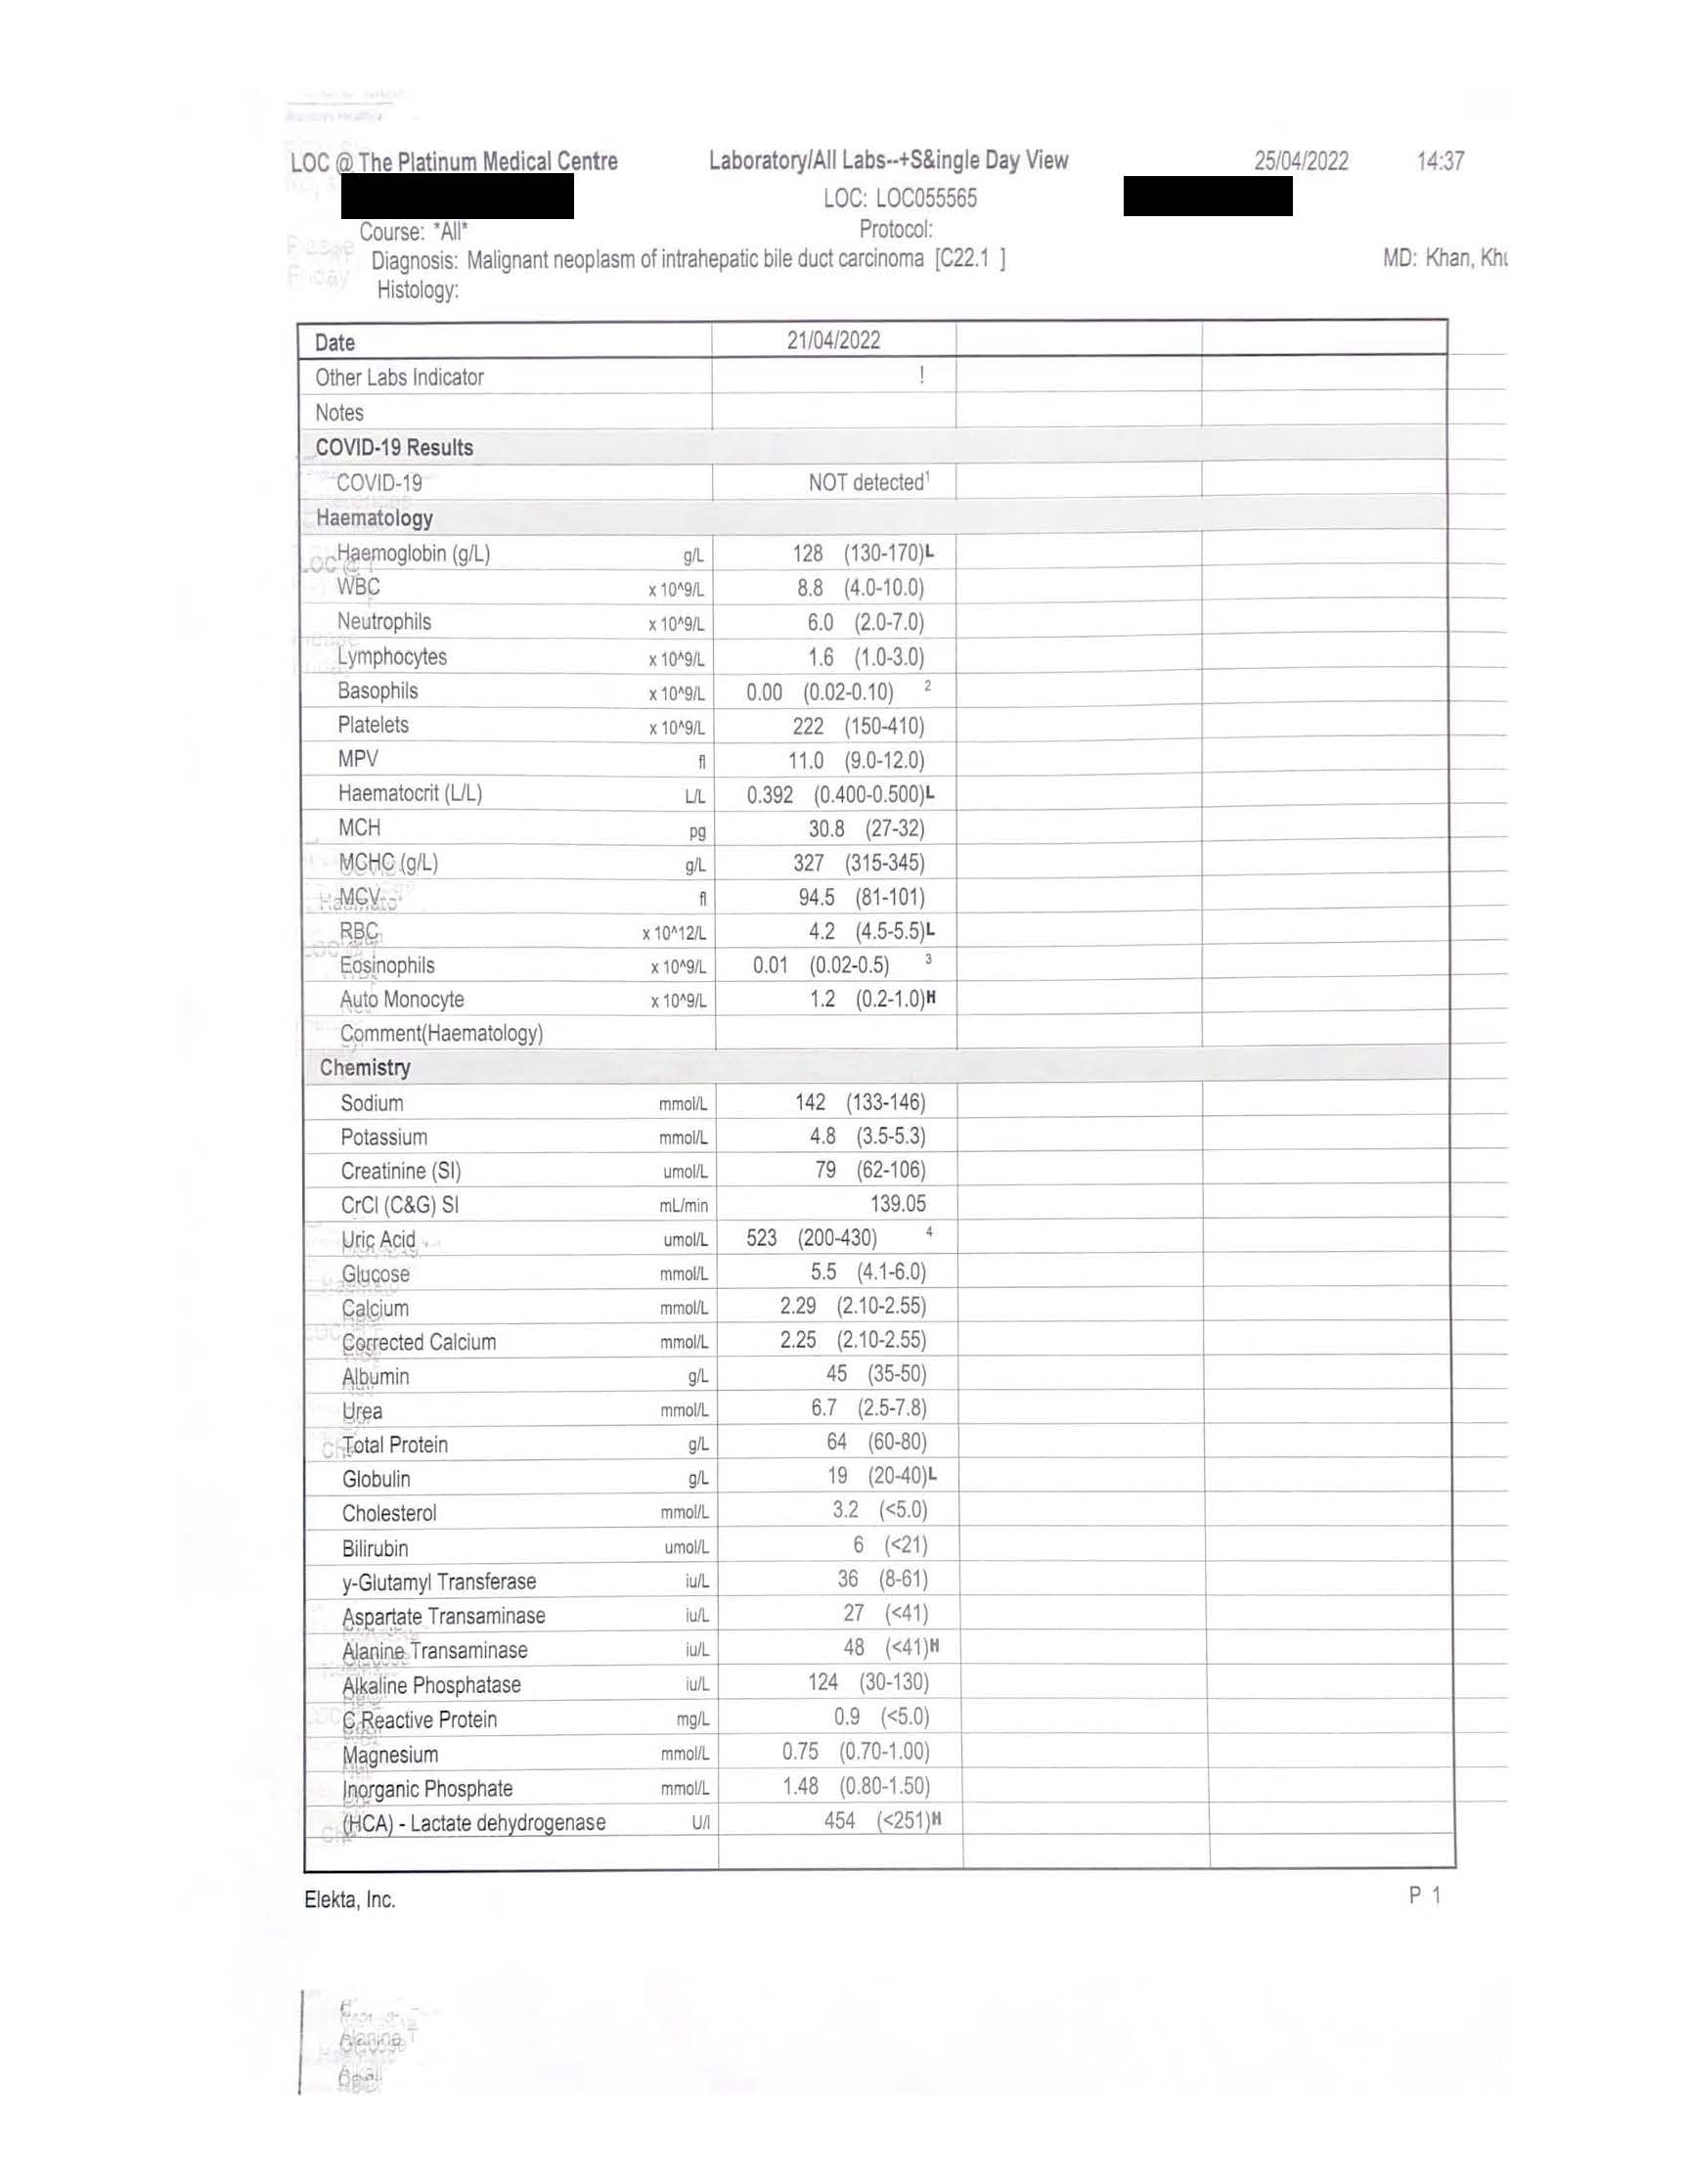 LOC @ The Platinum Medical Centre Laboratory/All Labs--+S&ingle Day View 25/04/2022 14:37
LOC: LOC055565
Course: *All* Protocol:
Diagnosis: Malignant neoplasm of intrahepatic bile duct carcinoma [C22.1 ] MD: Khan, Khu
Histology:
Date 21/04/2022
Other Labs Indicator !
Notes
COVID-19 Results
COVID-19 NOT detected¹
Haematology
Haemoglobin (g/L) g/L 128 (130-170)L
WBC x 10^9/L 8.8 (4.0-10.0)
Neutrophils x 10^9/L 6.0 (2.0-7.0)
Lymphocytes x 10^9/L 1.6 (1.0-3.0)
Basophils x 10^9/L 0.00 (0.02-0.10) 2
Platelets x 10^9/L 222 (150-410)
MPV fl 11.0 (9.0-12.0)
Haematocrit (L/L) L/L 0.392 (0.400-0.500)L
MCH pg 30.8 (27-32)
MCHC (g/L) g/L 327 (315-345)
MCV fl 94.5 (81-101)
RBC x 10^12/L 4.2 (4.5-5.5)L
Eosinophils x 10^9/L 0.01 (0.02-0.5) 3
Auto Monocyte x 10^9/L 1.2 (0.2-1.0)H
Comment(Haematology)
Chemistry
Sodium mmol/L 142 (133-146)
Potassium mmol/L 4.8 (3.5-5.3)
Creatinine (SI) umol/L 79 (62-106)
CrCl (C&G) SI mL/min 139.05
Uric Acid umol/L 523 (200-430) 4
Glucose mmol/L 5.5 (4.1-6.0)
Calcium mmol/L 2.29 (2.10-2.55)
Corrected Calcium mmol/L 2.25 (2.10-2.55)
Albumin g/L 45 (35-50)
Urea mmol/L 6.7 (2.5-7.8)
Total Protein g/L 64 (60-80)
Globulin g/L 19 (20-40)L
Cholesterol mmol/L 3.2 (<5.0)
Bilirubin umol/L 6 (<21)
y-Glutamyl Transferase iu/L 36 (8-61)
Aspartate Transaminase iu/L 27 (<41)
Alanine Transaminase iu/L 48 (<41)H
Alkaline Phosphatase iu/L 124 (30-130)
C Reactive Protein mg/L 0.9 (<5.0)
Magnesium mmol/L 0.75 (0.70-1.00)
Inorganic Phosphate mmol/L 1.48 (0.80-1.50)
(HCA) - Lactate dehydrogenase U/l 454 (<251)H
Elekta, Inc. P 1